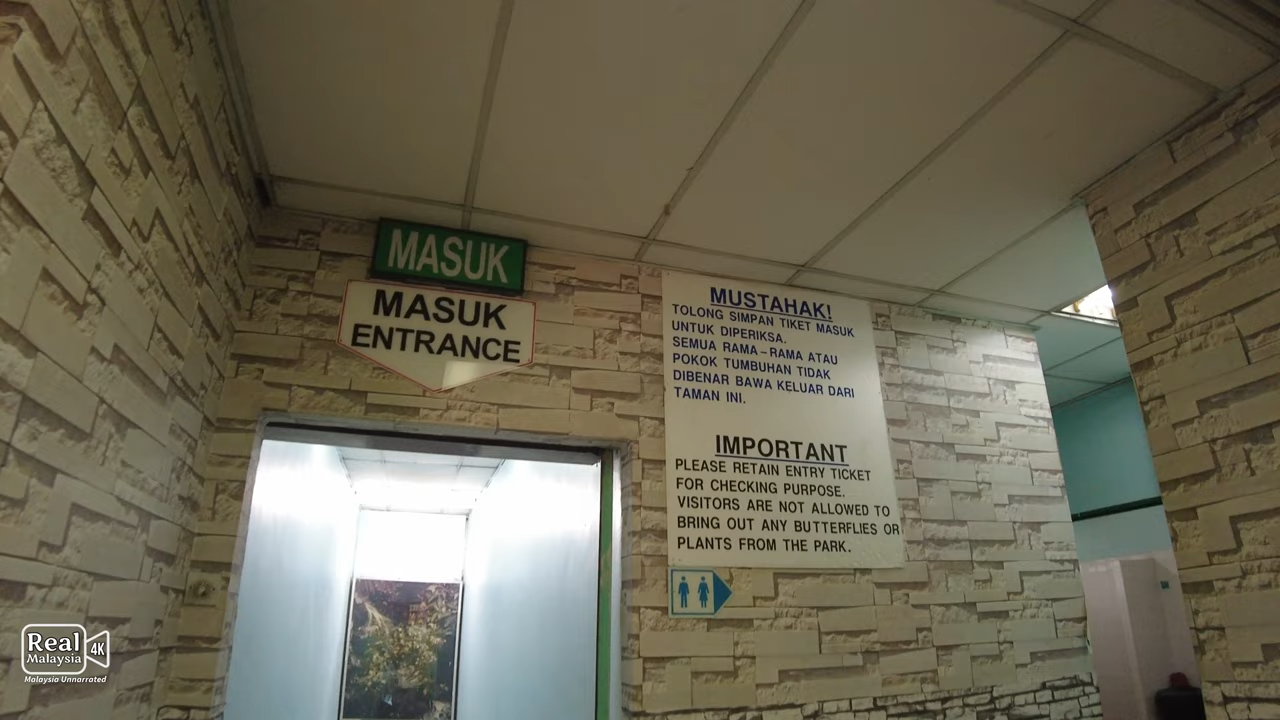 MASUK
MASUK
ENTRANCE
MUSTAHAK!
TOLONG SIMPAN TIKET MASUK
UNTUK DIPERIKSA.
SEMUA RAMA-RAMA ATAU
POKOK TUMBUHAN TIDAK
DIBENAR BAWA KELUAR DARI
TAMAN INI.
IMPORTANT
PLEASE RETAIN ENTRY TICKET
FOR CHECKING PURPOSE.
VISITORS ARE NOT ALLOWED TO
BRING OUT ANY BUTTERFLIES OR
PLANTS FROM THE PARK.
Real 4K
Malaysia
Malaysia Unnarrated